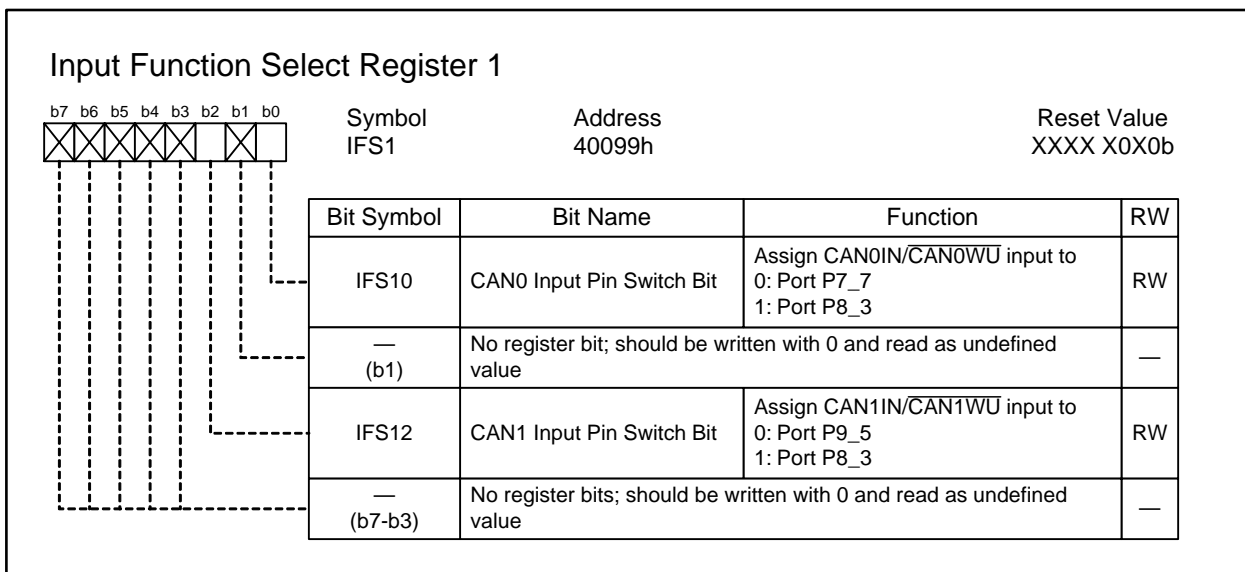 Input Function Select Register 1
b7 b6 b5 b4 b3 b2 b1 b0
Symbol Address Reset Value
IFS1 40099h XXXX X0X0b
Bit Symbol Bit Name Function RW
IFS10 CAN0 Input Pin Switch Bit Assign CAN0IN/CAN0WU input to
0: Port P7_7
1: Port P8_3
RW
—
(b1)
No register bit; should be written with 0 and read as undefined
value
—
IFS12 CAN1 Input Pin Switch Bit Assign CAN1IN/CAN1WU input to
0: Port P9_5
1: Port P8_3
RW
—
(b7-b3)
No register bits; should be written with 0 and read as undefined
value
—